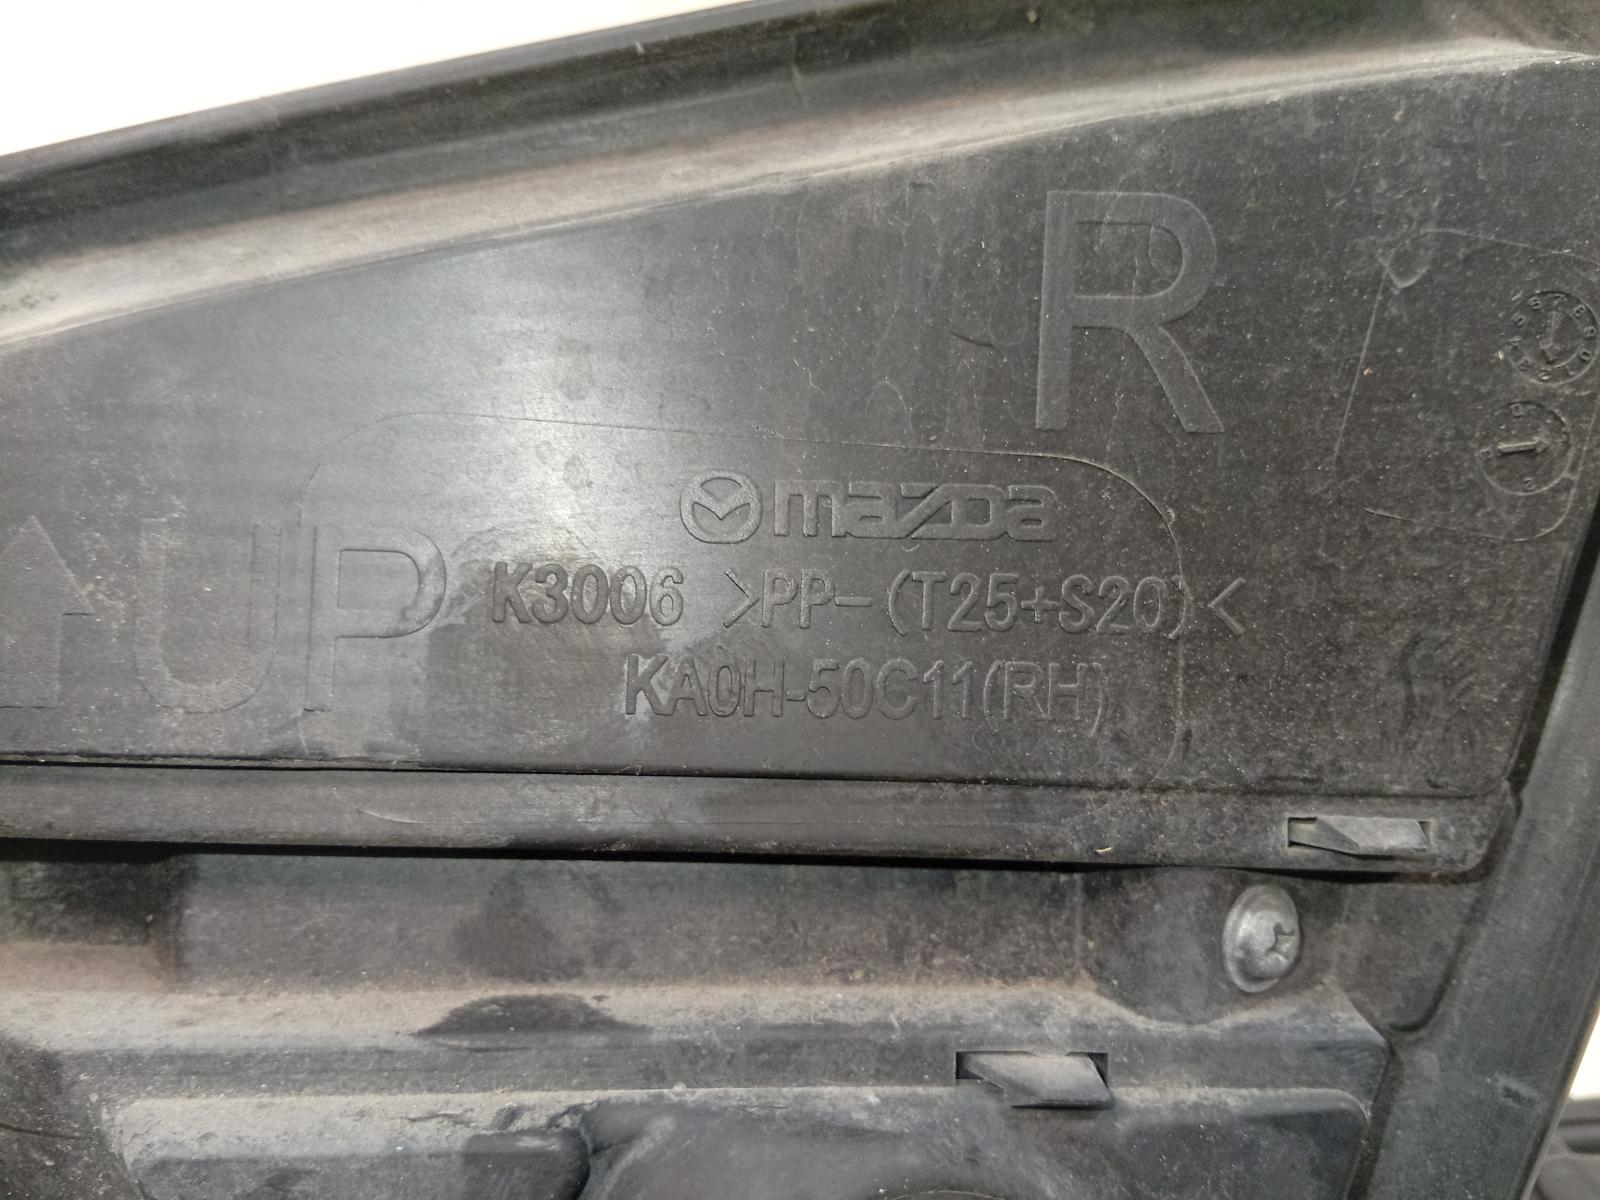 R
mazda
UP
K3006 >PP-(T25+S20)<
KA0H-50C11(RH)